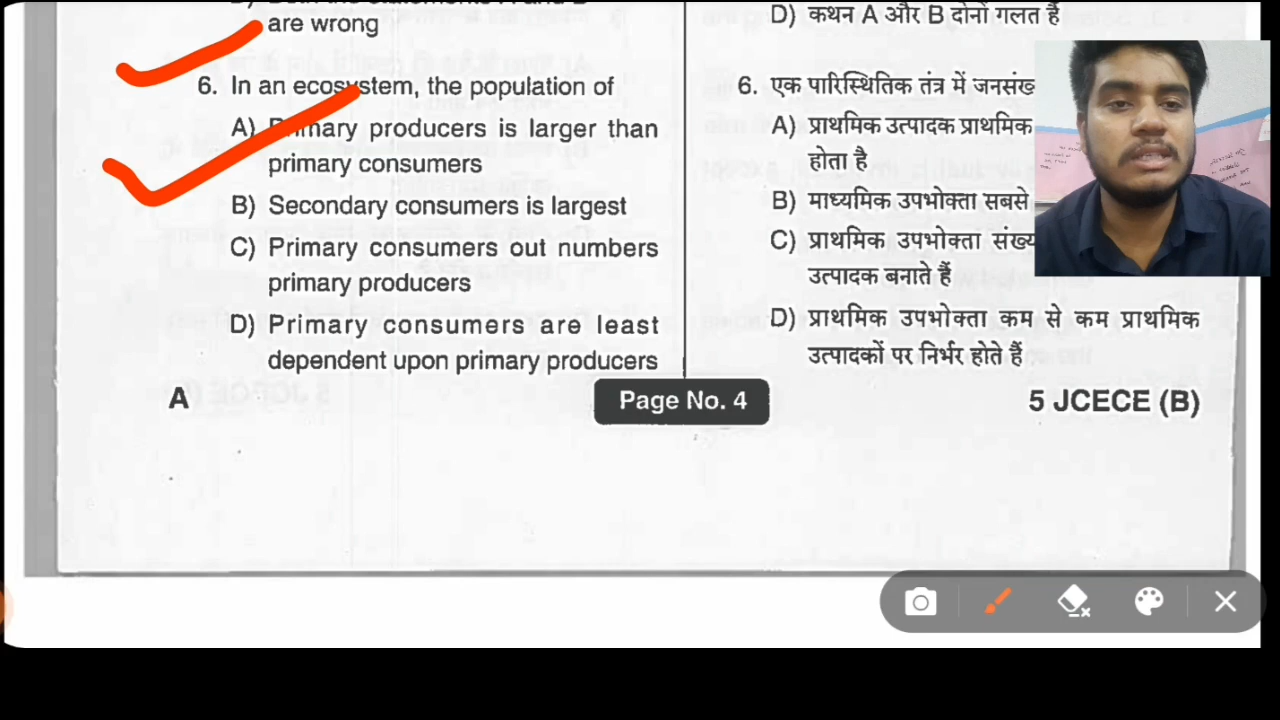 are wrong
6. In an ecosystem, the population of
A) Primary producers is larger than
primary consumers
B) Secondary consumers is largest
C) Primary consumers out numbers
primary producers
D) Primary consumers are least
dependent upon primary producers
D) कथन A और B दोनों गलत हैं
6. एक पारिस्थितिक तंत्र में
A) प्राथमिक उत्पादक प्राथमिक
होता है
B) माध्यमिक उपभोक्ता सबसे
C) प्राथमिक उपभोक्ता
उत्पादक बनाते हैं
D) प्राथमिक उपभोक्ता कम से कम प्राथमिक
उत्पादकों पर निर्भर होते हैं
A
Page No. 4
5 JCECE (B)